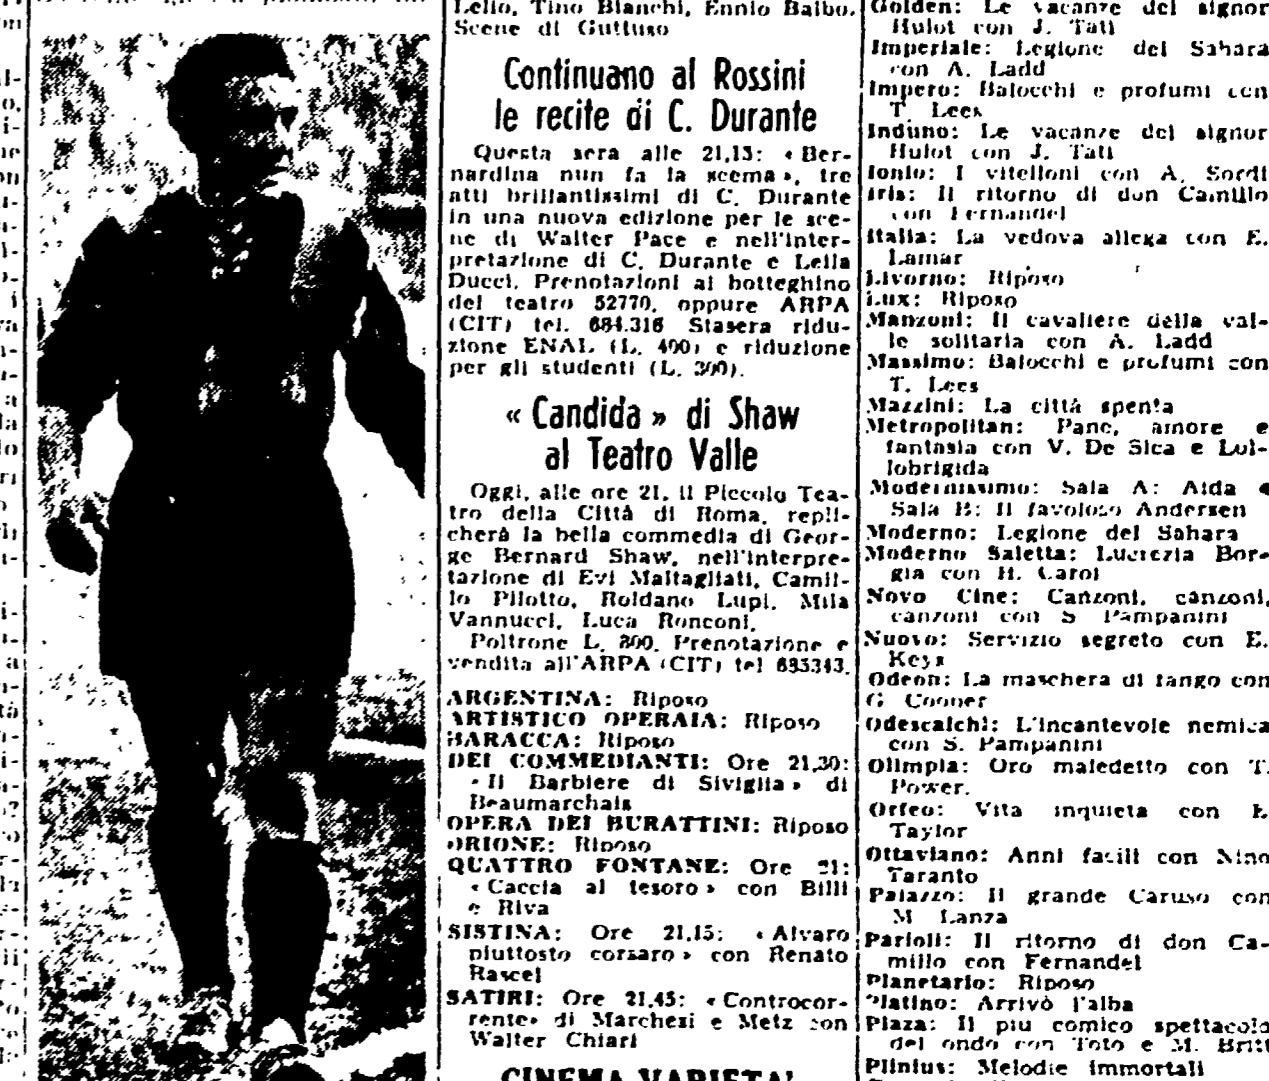 Lelio, Tino Bianchi, Ennio Balbo.
Scene di Guttuso
Continuano al Rossini
le recite di C. Durante
Questa sera alle 21,15: «Ber-
nardina nun fa la scema», tre
atti brillantissimi di C. Durante
in una nuova edizione per le sce-
ne di Walter Pace e nell'inter-
pretazione di C. Durante e Leila
Ducci. Prenotazioni al botteghino
del teatro 52770, oppure ARPA
(CIT) tel. 684.316 Stasera ridu-
zione ENAL (L. 400) e riduzione
per gli studenti (L. 300).
« Candida » di Shaw
al Teatro Valle
Oggi, alle ore 21, il Piccolo Tea-
tro della Città di Roma, repli-
cherà la bella commedia di Geor-
ge Bernard Shaw, nell'interpre-
tazione di Evi Maltagliati, Camil-
lo Pilotto, Roldano Lupi, Mila
Vannucci, Luca Ronconi.
Poltrone L. 800. Prenotazione e
vendita all'ARPA (CIT) tel 685343.
ARGENTINA: Riposo
ARTISTICO OPERAIA: Riposo
BARACCA: Riposo
DEI COMMEDIANTI: Ore 21,30:
«Il Barbiere di Siviglia» di
Beaumarchais
OPERA DEI BURATTINI: Riposo
ORIONE: Riposo
QUATTRO FONTANE: Ore 21:
«Caccia al tesoro» con Billi
e Riva
SISTINA: Ore 21,15: «Alvaro
piuttosto corsaro» con Renato
Rascel
SATIRI: Ore 21,45: «Controcor-
rente» di Marchesi e Metz con
Walter Chiari
CINEMA VARIETA'
Golden: Le vacanze del signor
Hulot con J. Tati
Imperiale: Legione del Sahara
con A. Ladd
Impero: Balocchi e profumi con
T. Lees
Induno: Le vacanze del signor
Hulot con J. Tati
Ionio: I vitelloni con A. Sordi
Iris: Il ritorno di don Camillo
con Fernandel
Italia: La vedova allega con E.
Lamar
Livorno: Riposo
Lux: Riposo
Manzoni: Il cavaliere della val-
le solitaria con A. Ladd
Massimo: Balocchi e profumi con
T. Lees
Mazzini: La città spenta
Metropolitan: Pane, amore e
fantasia con V. De Sica e Lol-
lobrigida
Modernissimo: Sala A: Aida •
Sala B: Il favoloso Andersen
Moderno: Legione del Sahara
Moderno Saletta: Lucrezia Bor-
gia con H. Carol
Novo Cine: Canzoni, canzoni,
canzoni con S Pampanini
Nuovo: Servizio segreto con E.
Keys
Odeon: La maschera di fango con
G Cooper
Odescalchi: L'incantevole nemica
con S. Pampanini
Olimpia: Oro maledetto con T.
Power.
Orfeo: Vita inquieta con E
Taylor
Ottaviano: Anni facili con Nino
Taranto
Palazzo: Il grande Caruso con
M Lanza
Parioli: Il ritorno di don Ca-
millo con Fernandel
Planetario: Riposo
Platino: Arrivò l'alba
Plaza: Il piu comico spettacolo
del ondo con Toto e M. Britt
Plinius: Melodie immortali